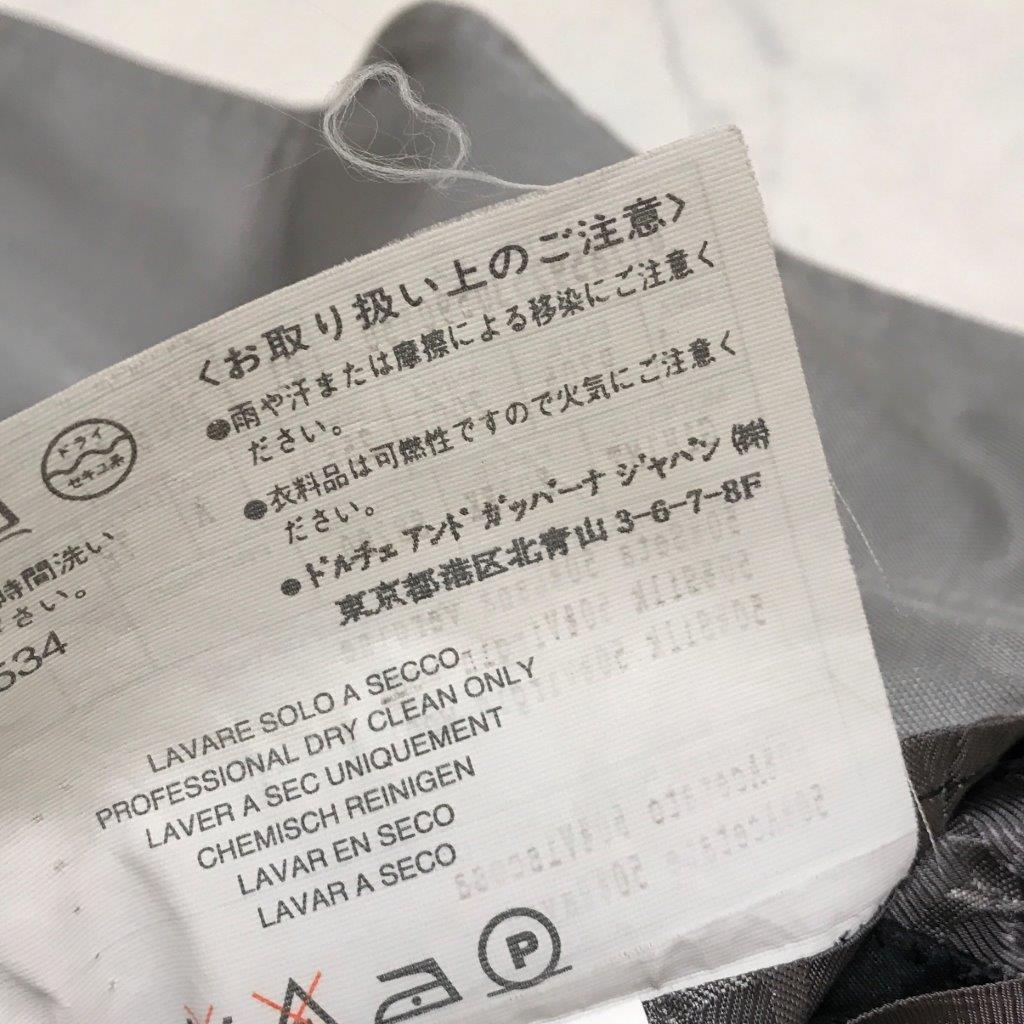 〈お取り扱い上のご注意〉
●雨や汗または摩擦による移染にご注意く
ださい。
●衣料品は可燃性ですので火気にご注意く
ださい。
●ドルチェ アンド ガッバーナ ジャパン ㈱
東京都港区北青山 3-6-7-8F
ドライ
セキユ系
時間洗い
さい。
534
LAVARE SOLO A SECCO
PROFESSIONAL DRY CLEAN ONLY
LAVER A SEC UNIQUEMENT
CHEMISCH REINIGEN
LAVAR EN SECO
LAVAR A SECO
P